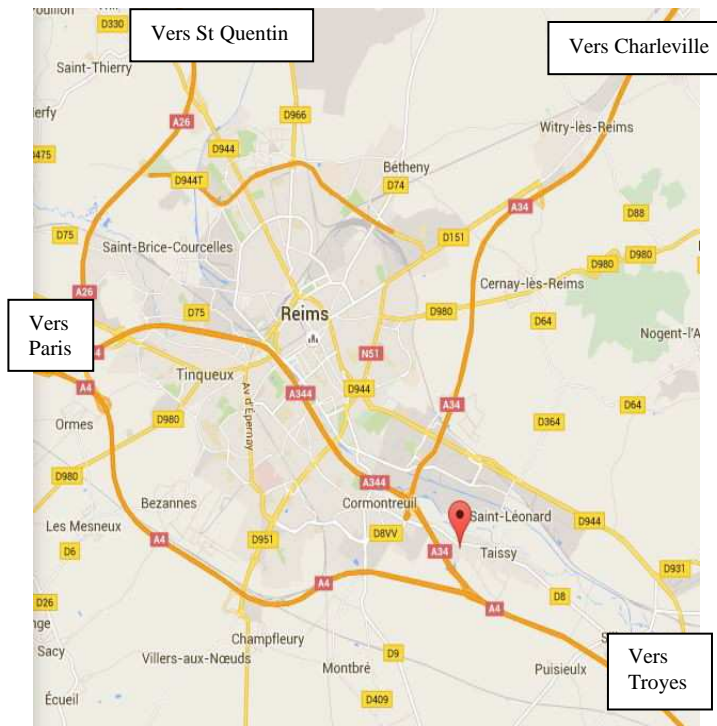 D330
Vers St Quentin
Vers Charleville
Saint-Thierry
D966
A26
Witry-lès-Reims
D944
D475
Bétheny
D944T
D74
A34
D88
D75
D151
Saint-Brice-Courcelles
D980
D980
Cernay-lès-Reims
A26
Vers
Paris
D75
Reims
D980
D64
Nogent-l'A
N51
Tinqueux
A4
A344
D944
Av d'Épernay
A34
D64
Ormes
D980
D364
D980
A344
Bezannes
Cormontreuil
Saint-Léonard
Les Mesneux
D944
D6
A4
D951
D8VV
A34
Taissy
D931
A4
D26
D8
A4
Champfleury
Sacy
Villers-aux-Nœuds
D9
Montbré
Puisieulx
Vers
Troyes
Écueil
D409